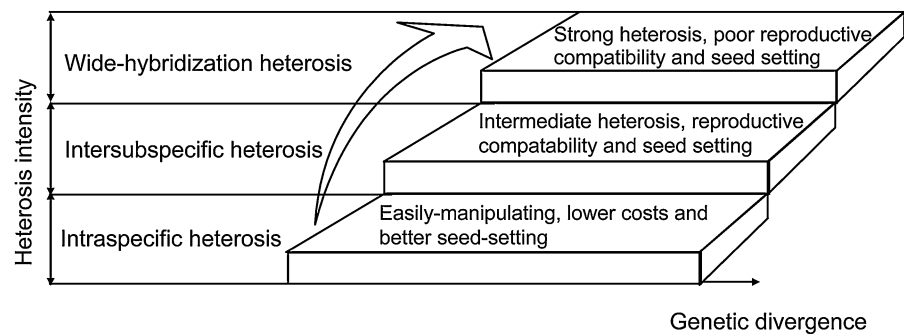 Wide-hybridization heterosis
Strong heterosis, poor reproductive
compatibility and seed setting
Intersubspecific heterosis
Intermediate heterosis, reproductive
compatability and seed setting
Intraspecific heterosis
Easily-manipulating, lower costs and
better seed-setting
Heterosis intensity
Genetic divergence